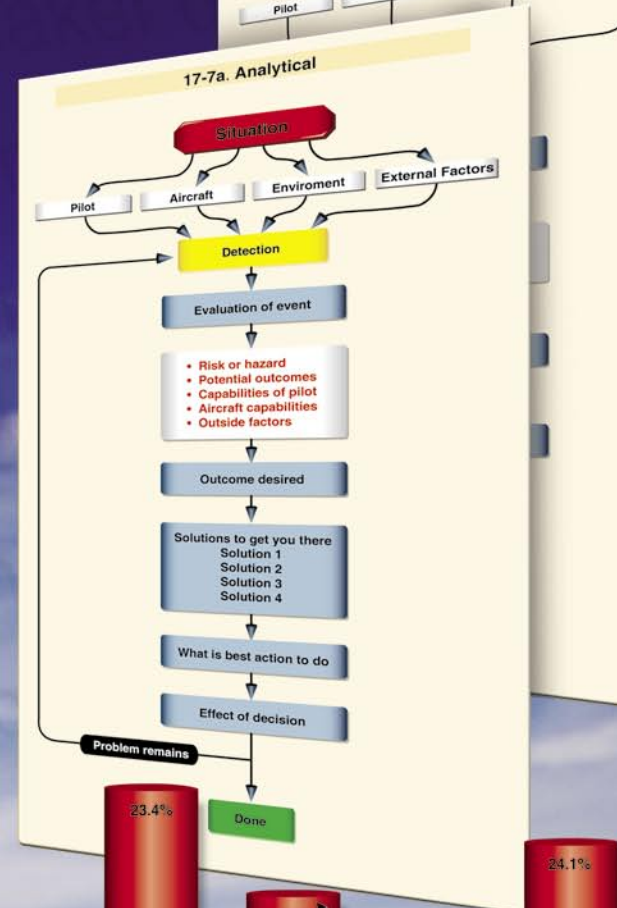 Pilot
17-7a. Analytical
Situation
Pilot
Aircraft
Enviroment
External Factors
Detection
Evaluation of event
• Risk or hazard
• Potential outcomes
• Capabilities of pilot
• Aircraft capabilities
• Outside factors
Outcome desired
Solutions to get you there
Solution 1
Solution 2
Solution 3
Solution 4
What is best action to do
Effect of decision
Problem remains
Done
23.4%
24.1%